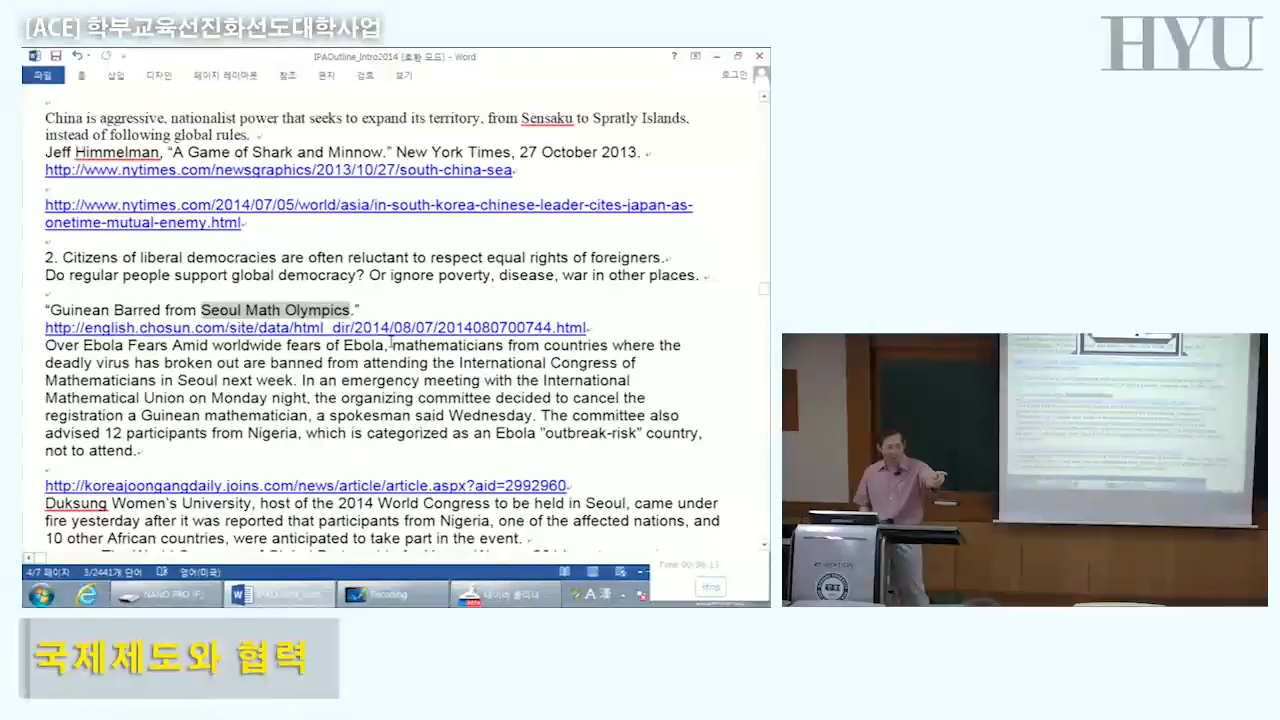 [ACE] 학부교육선진화선도대학사업
HYU
IPAOutline_Intro2014 [호환 모드] - Word
파일 홈 삽입 디자인 페이지 레이아웃 참조 편지 검토 보기 로그인
China is aggressive, nationalist power that seeks to expand its territory, from Sensaku to Spratly Islands,
instead of following global rules.
Jeff Himmelman, “A Game of Shark and Minnow.” New York Times, 27 October 2013.
http://www.nytimes.com/newsgraphics/2013/10/27/south-china-sea
http://www.nytimes.com/2014/07/05/world/asia/in-south-korea-chinese-leader-cites-japan-as-
onetime-mutual-enemy.html
2. Citizens of liberal democracies are often reluctant to respect equal rights of foreigners.
Do regular people support global democracy? Or ignore poverty, disease, war in other places.
“Guinean Barred from Seoul Math Olympics.”
http://english.chosun.com/site/data/html_dir/2014/08/07/2014080700744.html
Over Ebola Fears Amid worldwide fears of Ebola, mathematicians from countries where the
deadly virus has broken out are banned from attending the International Congress of
Mathematicians in Seoul next week. In an emergency meeting with the International
Mathematical Union on Monday night, the organizing committee decided to cancel the
registration a Guinean mathematician, a spokesman said Wednesday. The committee also
advised 12 participants from Nigeria, which is categorized as an Ebola "outbreak-risk” country,
not to attend.
http://koreajoongangdaily.joins.com/news/article/article.aspx?aid=2992960
Duksung Women’s University, host of the 2014 World Congress to be held in Seoul, came under
fire yesterday after it was reported that participants from Nigeria, one of the affected nations, and
10 other African countries, were anticipated to take part in the event.
4/7 페이지 3/2441개 단어 영어(미국)
stop
A 漢
국제제도와 협력